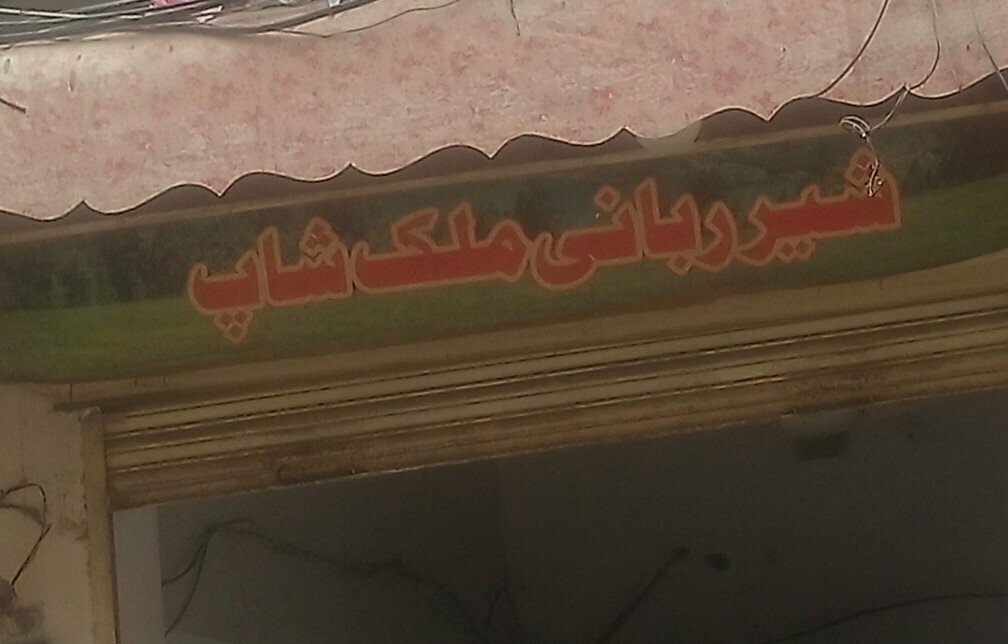 شیر ربانی ملک شاپ